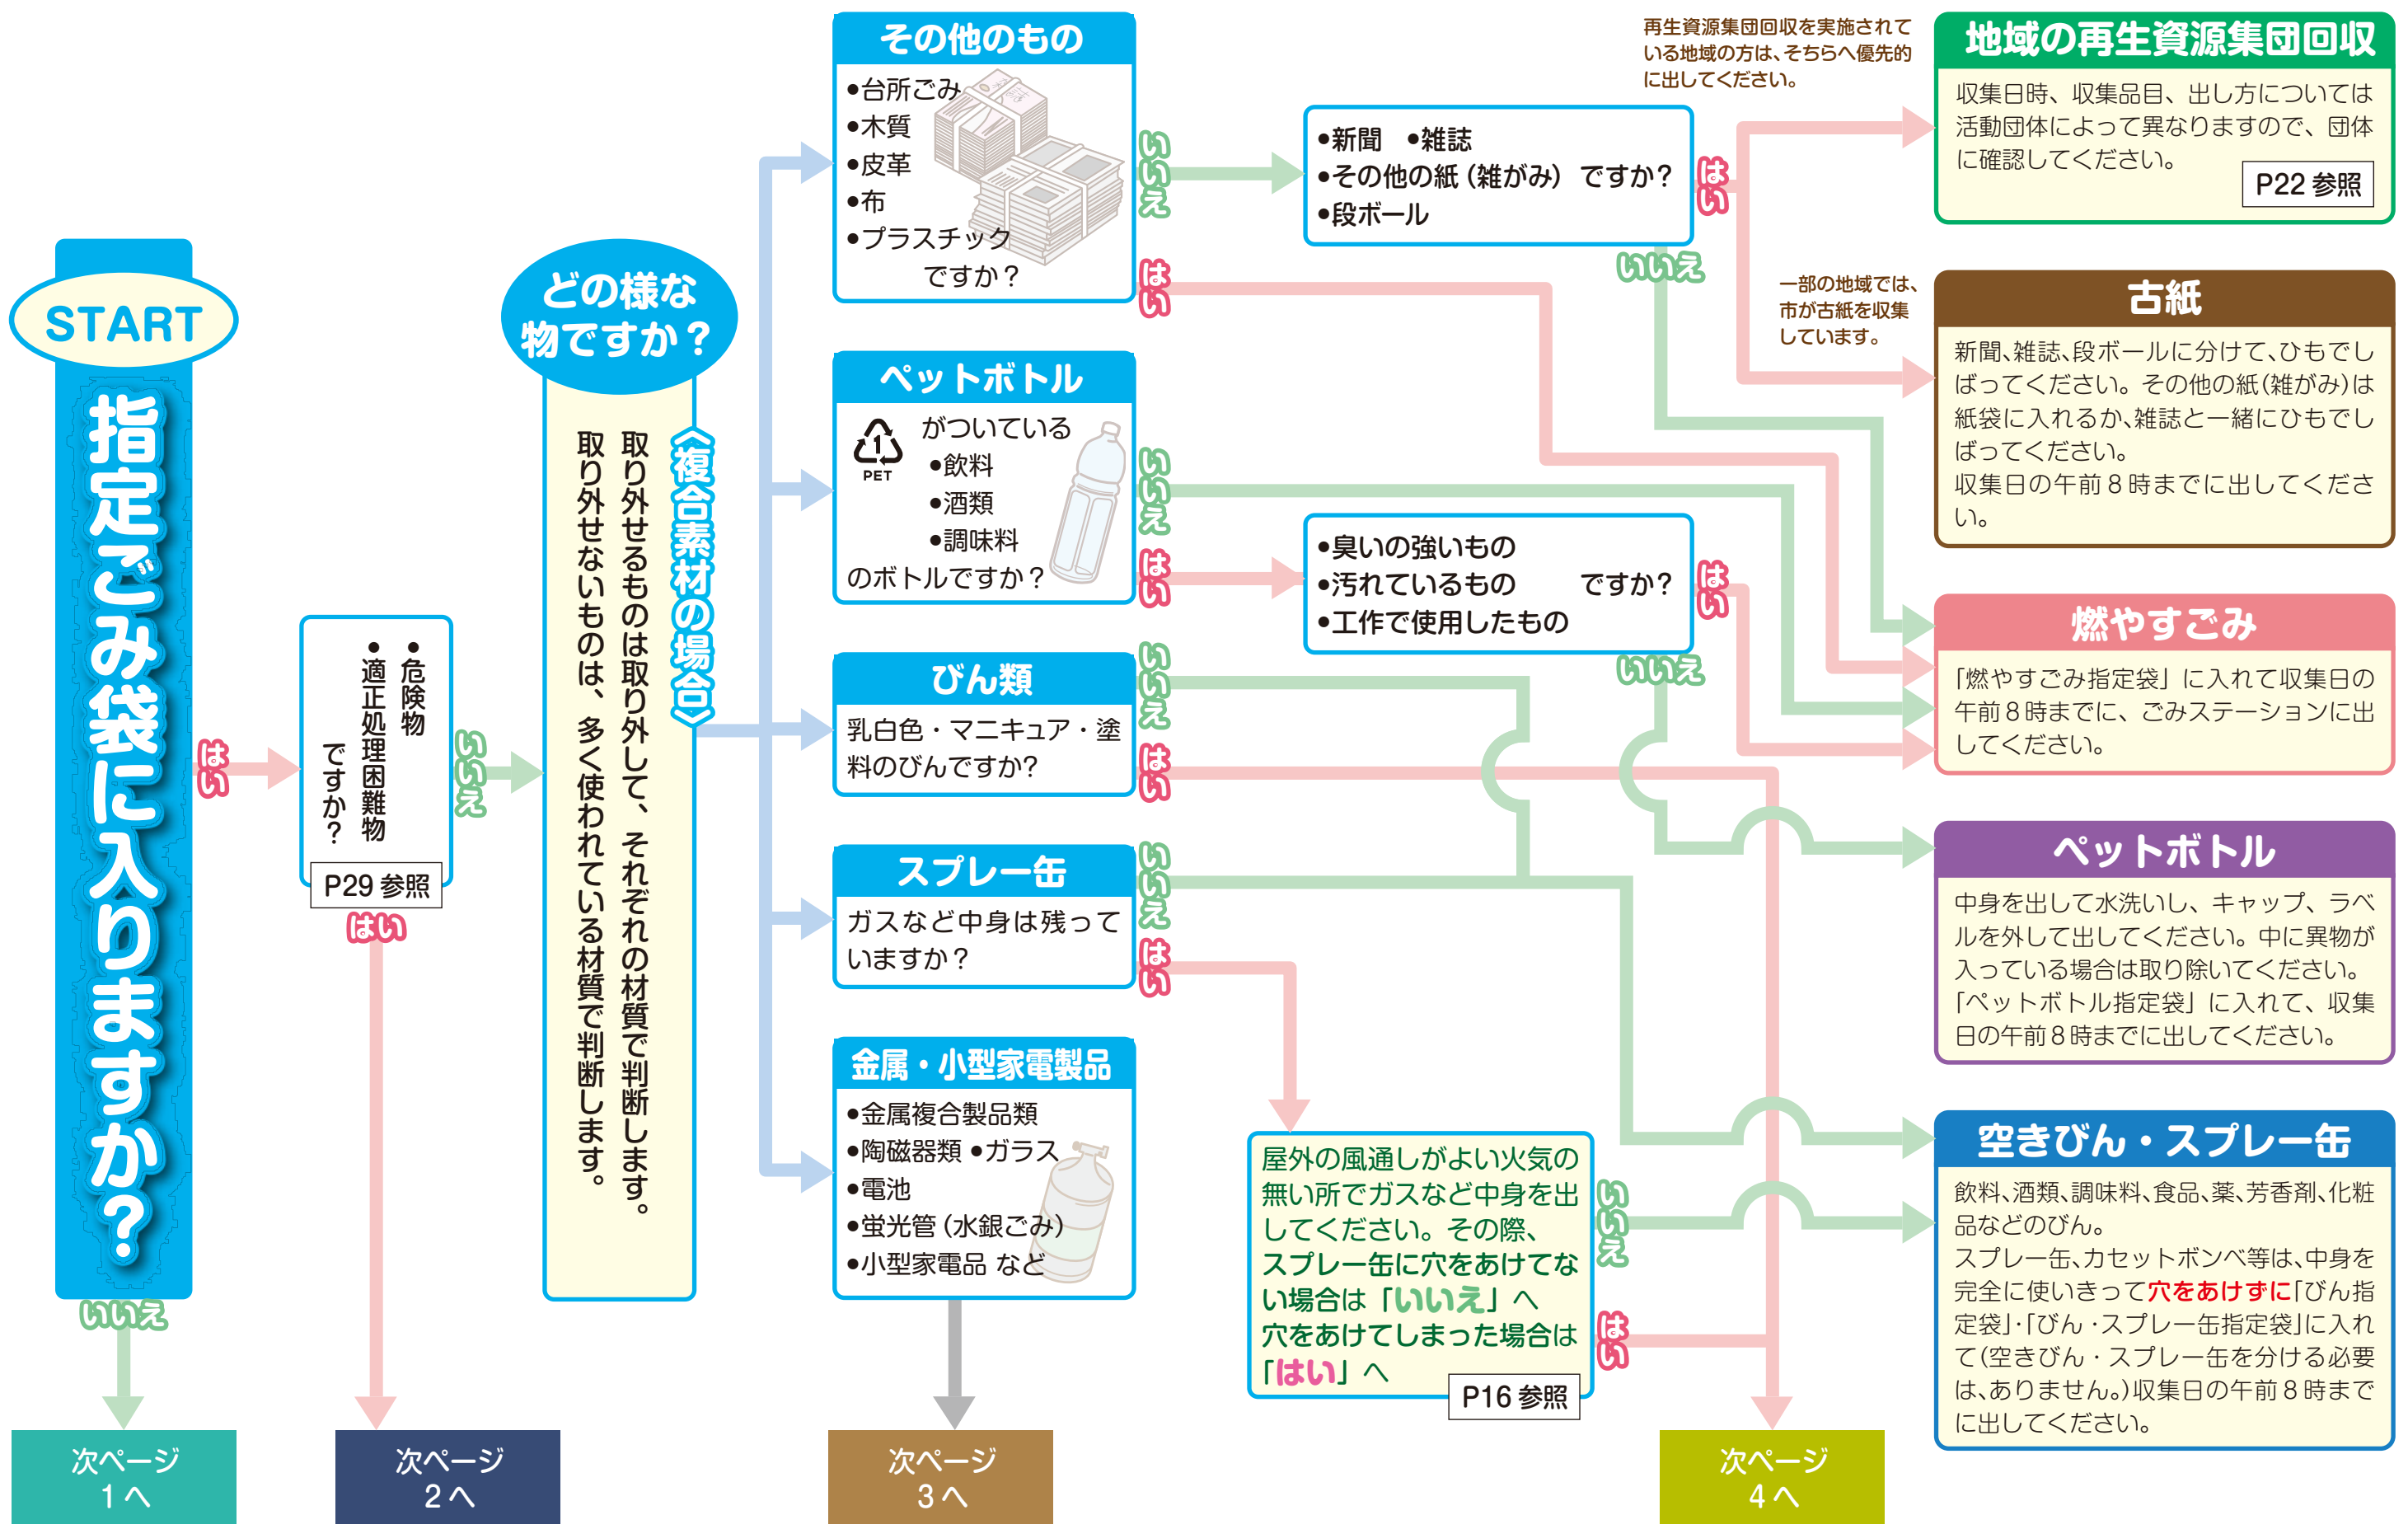 START
指定ごみ袋に入りますか？
はい
いいえ
次ページ
1へ
●危険物
●適正処理困難物
ですか？
P29 参照
いいえ
はい
次ページ
2へ
どの様な
物ですか？
〈複合素材の場合〉
取り外せるものは取り外して、それぞれの材質で判断します。
取り外せないものは、多く使われている材質で判断します。
その他のもの
●台所ごみ
●木質
●皮革
●布
●プラスチック
ですか？
いいえ
はい
ペットボトル
1
PET
がついている
●飲料
●酒類
●調味料
のボトルですか？
いいえ
はい
びん類
乳白色・マニキュア・塗
料のびんですか？
いいえ
はい
スプレー缶
ガスなど中身は残って
いますか？
いいえ
はい
金属・小型家電製品
●金属複合製品類
●陶磁器類 ●ガラス
●電池
●蛍光管（水銀ごみ）
●小型家電品 など
次ページ
3へ
●新聞　●雑誌
●その他の紙（雑がみ） ですか？
●段ボール
はい
いいえ
●臭いの強いもの
●汚れているもの　　ですか？
●工作で使用したもの
はい
いいえ
屋外の風通しがよい火気の
無い所でガスなど中身を出
してください。その際、
スプレー缶に穴をあけてな
い場合は「いいえ」へ
穴をあけてしまった場合は
「はい」へ
P16 参照
いいえ
はい
次ページ
4へ
再生資源集団回収を実施されて
いる地域の方は、そちらへ優先的
に出してください。
地域の再生資源集団回収
収集日時、収集品目、出し方については
活動団体によって異なりますので、団体
に確認してください。
P22 参照
一部の地域では、
市が古紙を収集
しています。
古紙
新聞、雑誌、段ボールに分けて、ひもでし
ばってください。その他の紙（雑がみ）は
紙袋に入れるか、雑誌と一緒にひもでし
ばってください。
収集日の午前８時までに出してくださ
い。
燃やすごみ
「燃やすごみ指定袋」に入れて収集日の
午前８時までに、ごみステーションに出
してください。
ペットボトル
中身を出して水洗いし、キャップ、ラベ
ルを外して出してください。中に異物が
入っている場合は取り除いてください。
「ペットボトル指定袋」に入れて、収集
日の午前８時までに出してください。
空きびん・スプレー缶
飲料、酒類、調味料、食品、薬、芳香剤、化粧
品などのびん。
スプレー缶、カセットボンベ等は、中身を
完全に使いきって穴をあけずに「びん指
定袋」・「びん・スプレー缶指定袋」に入れ
て（空きびん・スプレー缶を分ける必要
は、ありません。）収集日の午前８時まで
に出してください。